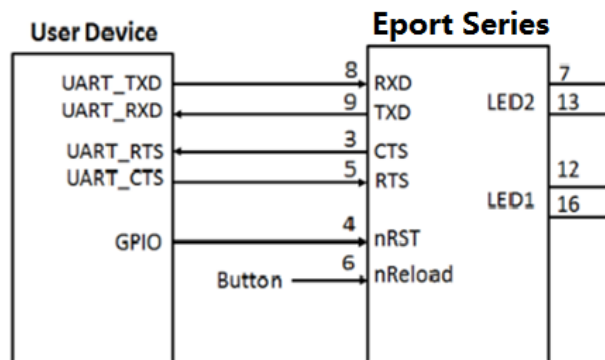 User Device
Eport Series
UART_TXD 8 RXD 7
UART_RXD 9 TXD LED2 13
UART_RTS 3 CTS 12
UART_CTS 5 RTS LED1 16
GPIO 4 nRST
Button 6 nReload